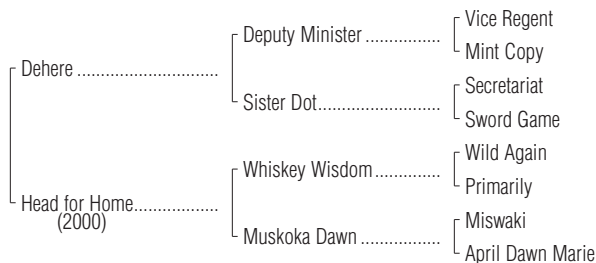 Vice Regent
Deputy Minister ................
Mint Copy
Dehere ..............................
Secretariat
Sister Dot..........................
Sword Game
Wild Again
Whiskey Wisdom..............
Primarily
Head for Home..................
(2000)
Miswaki
Muskoka Dawn .................
April Dawn Marie